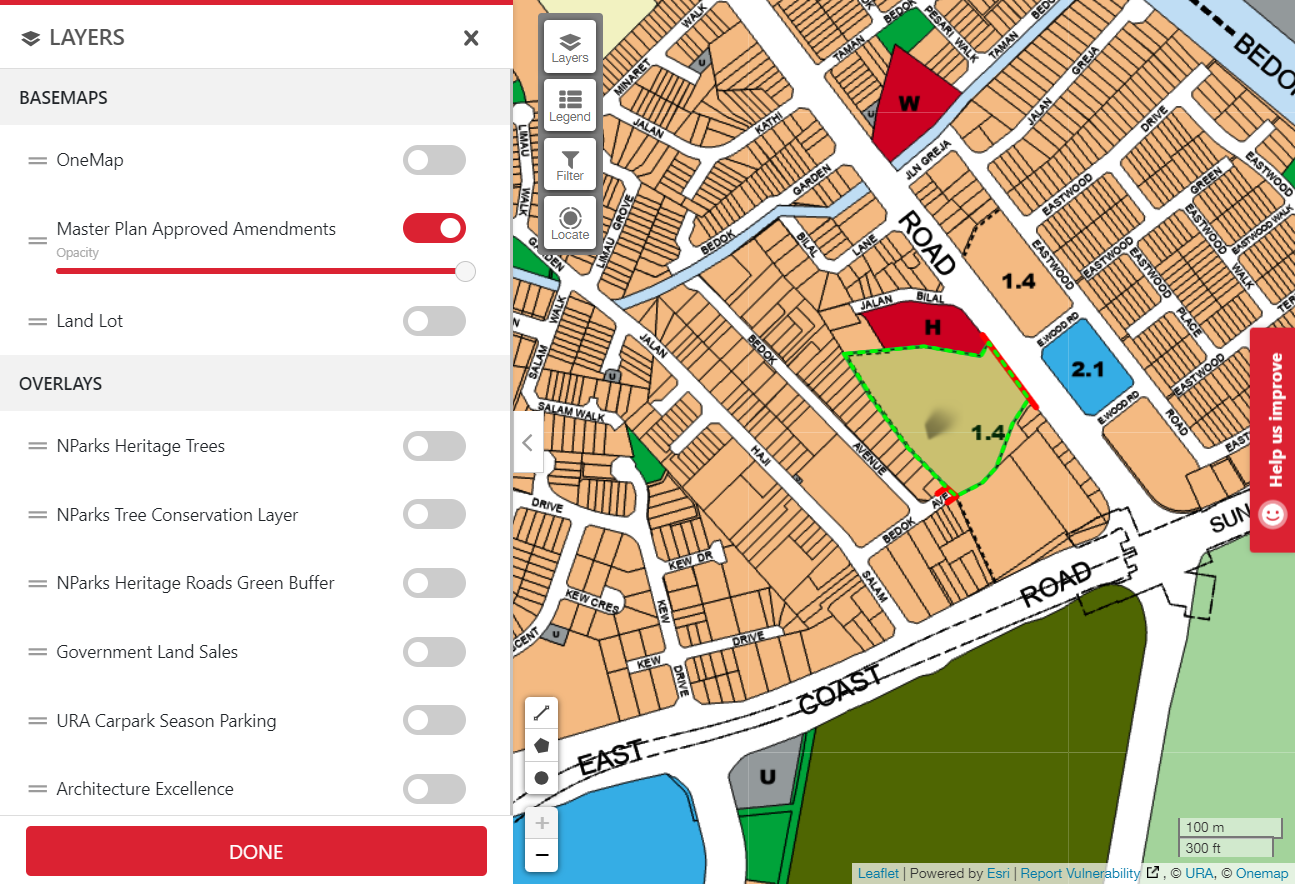 LAYERS
BASEMAPS
OneMap
Master Plan Approved Amendments
Opacity
Land Lot
OVERLAYS
NParks Heritage Trees
NParks Tree Conservation Layer
NParks Heritage Roads Green Buffer
Government Land Sales
URA Carpark Season Parking
Architecture Excellence
DONE
Layers
Legend
Filter
Locate
WALK
MINARET
U
TAMAN
PESARI WALK
TAMAN
BEDOK
BEDO
W
U
JALAN
KATHI
JALAN
GREJA
DRIVE
LIMAU
WALK
JLN GREJA
EASTWOOD
GARDEN
EASTWOOD
GREEN
LIMAU GROVE
BEDOK
BILAL
LANE
ROAD
EASTWOOD
EASTWOOD
EASTWOOD
EASTWOOD WALK
GARDEN
EASTWOOD
WALK
1.4
JALAN BILAL
WALK
H
E.WOOD RD
PLACE
TER
JALAN
BEDOK
2.1
SALAM
U
EASTWOOD
E.WOOD RD
SALAM WALK
ROAD
1.4
EAST
HAJI
AVENUE
DRIVE
AVE
BEDOK
SUN
KEW DR
SALAM
ROAD
KEW CRES
KEW
CENT
U
DRIVE
KEW
DRIVE
COAST
EAST
U
100 m
300 ft
Help us improve
Leaflet | Powered by Esri | Report Vulnerability , © URA, © Onemap